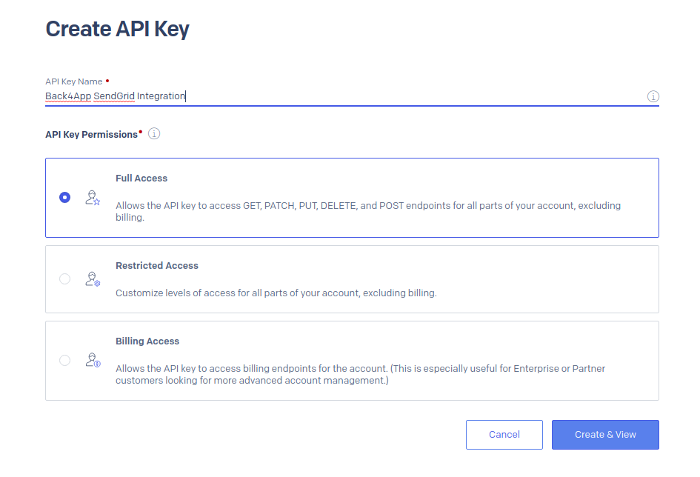 Create API Key
API Key Name •
Back4App SendGrid Integration
API Key Permissions•
Full Access
Allows the API key to access GET, PATCH, PUT, DELETE, and POST endpoints for all parts of your account, excluding
billing.
Restricted Access
Customize levels of access for all parts of your account, excluding billing.
Billing Access
Allows the API key to access billing endpoints for the account. (This is especially useful for Enterprise or Partner
customers looking for more advanced account management.)
Cancel
Create & View